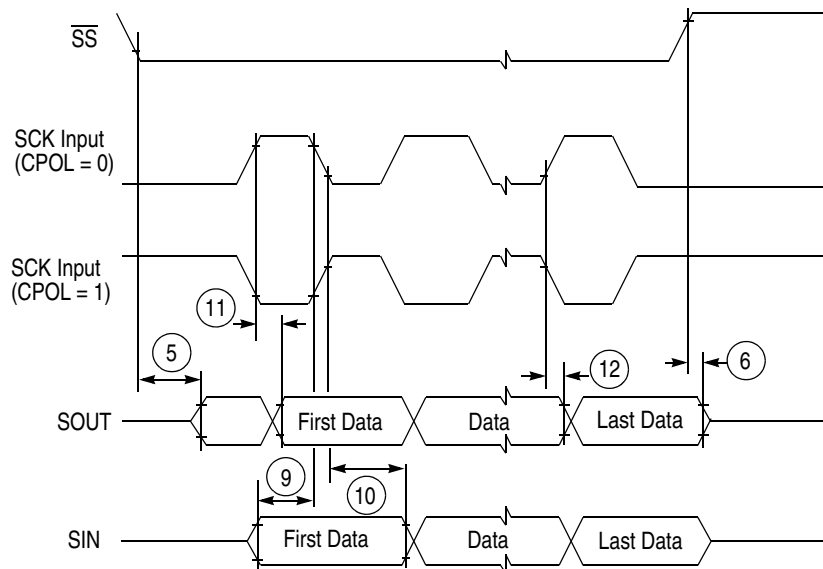 SS
SCK Input
(CPOL = 0)
SCK Input
(CPOL = 1)
11
5
12
6
SOUT
First Data
Data
Last Data
9
10
SIN
First Data
Data
Last Data